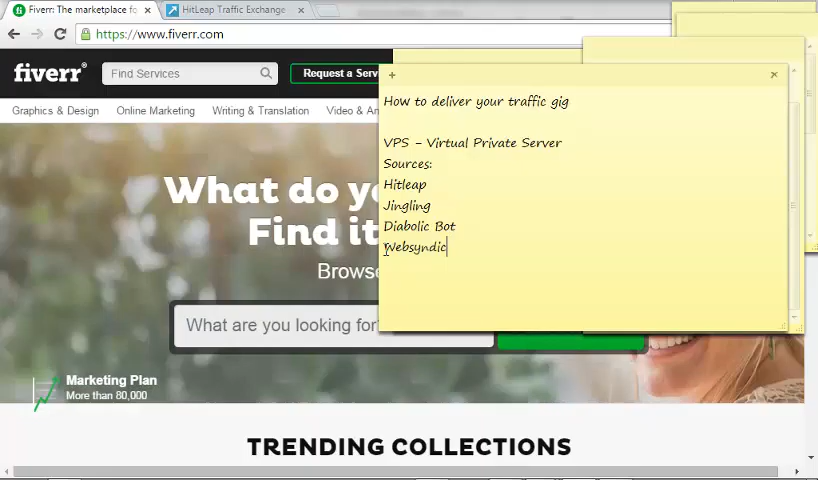 Fiverr: The marketplace fo
HitLeap Traffic Exchange
https://www.fiverr.com
fiverr®
Find Services
Request a Serv
Graphics & Design
Online Marketing
Writing & Translation
Video & An
How to deliver your traffic gig
VPS - Virtual Private Server
Sources:
Hitleap
Jingling
Diabolic Bot
Websyndic
What do y
Find it
Brows
What are you looking for?
Marketing Plan
More than 80,000
TRENDING COLLECTIONS